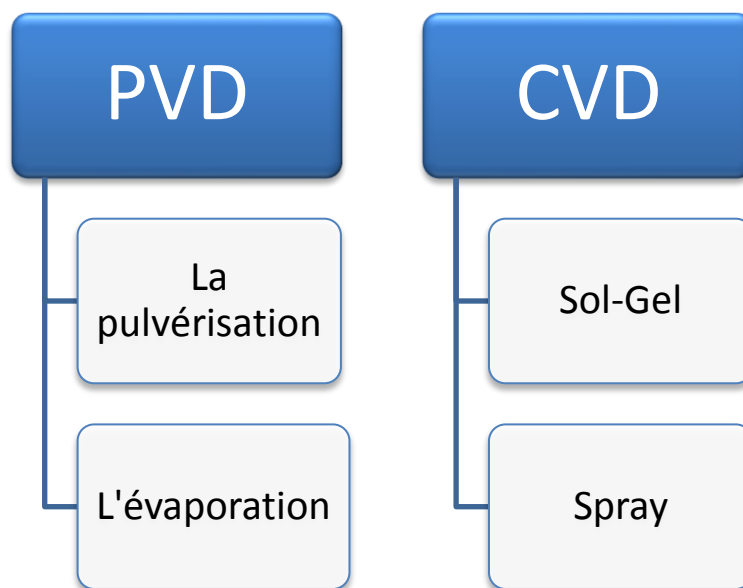 PVD
La
pulvérisation
L'évaporation
CVD
Sol-Gel
Spray